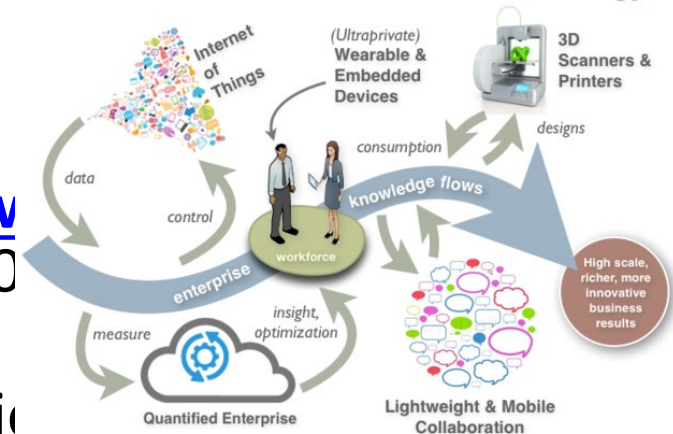 Internet
of
Things
(Ultraprivate)
Wearable &
Embedded
Devices
3D
Scanners &
Printers
consumption
designs
data
control
knowledge flows
workforce
enterprise
High scale,
richer, more
innovative
business
results
measure
insight,
optimization
Quantified Enterprise
Lightweight & Mobile
Collaboration